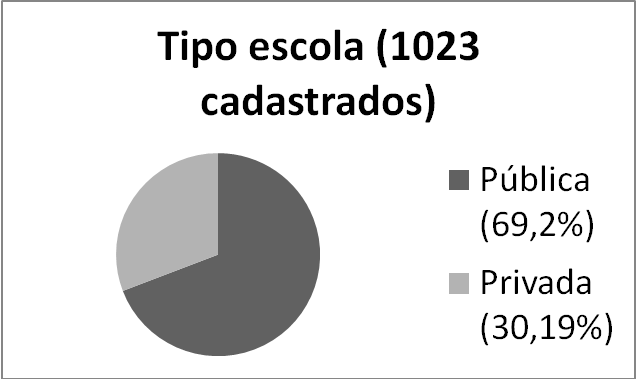 Tipo escola (1023
cadastrados)
Pública
(69,2%)
Privada
(30,19%)